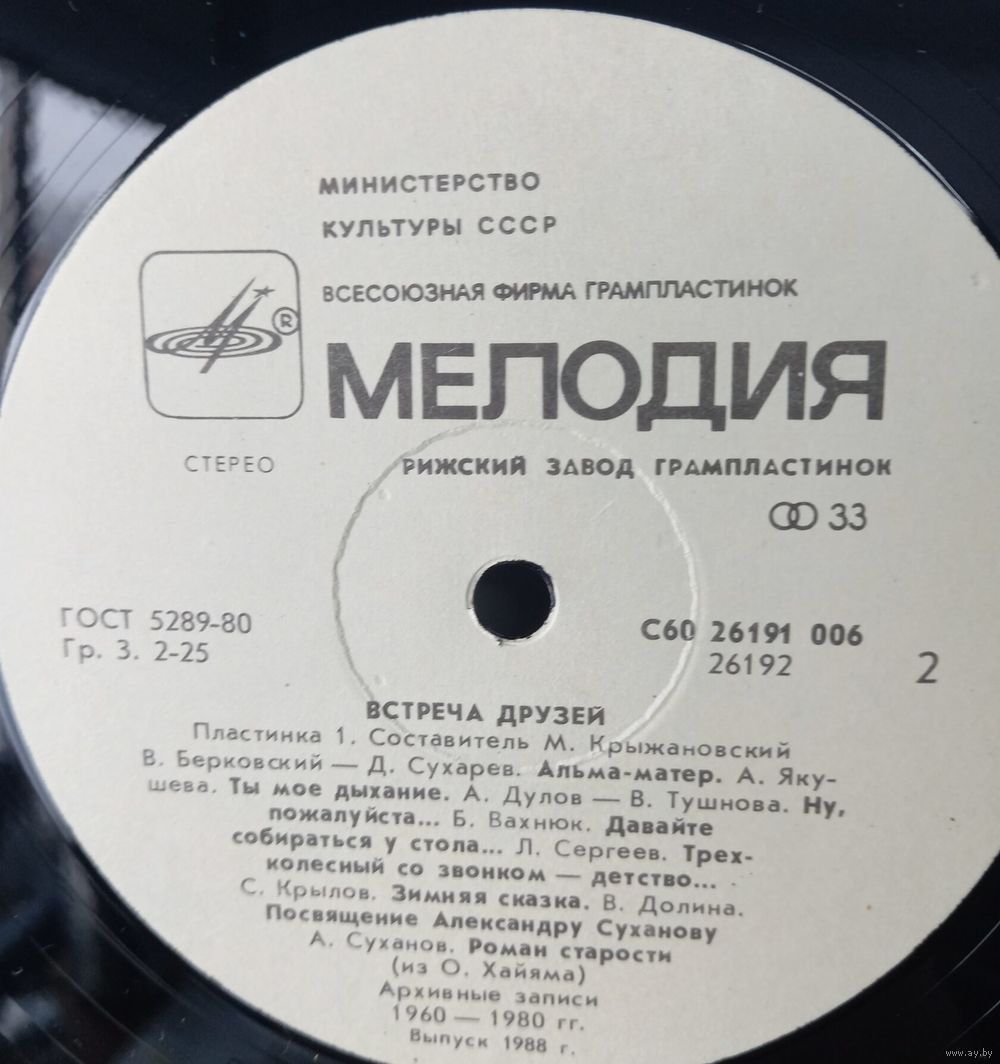 МИНИСТЕРСТВО
КУЛЬТУРЫ СССР
ВСЕСОЮЗНАЯ ФИРМА ГРАМПЛАСТИНОК
®
МЕЛОДИЯ
СТЕРЕО
РИЖСКИЙ ЗАВОД ГРАМПЛАСТИНОК
33
ГОСТ 5289-80
Гр. 3. 2-25
С60 26191 006
26192
2
ВСТРЕЧА ДРУЗЕЙ
Пластинка 1. Составитель М. Крыжановский
В. Берковский — Д. Сухарев. Альма-матер. А. Яку-
шева. Ты мое дыхание. А. Дулов — В. Тушнова. Ну,
пожалуйста... Б. Вахнюк. Давайте
собираться у стола... Л. Сергеев. Трех-
колесный со звонком — детство...
С. Крылов. Зимняя сказка. В. Долина.
Посвящение Александру Суханову
А. Суханов. Роман старости
(из О. Хайяма)
Архивные записи
1960 — 1980 гг.
Выпуск 1988 г.
www.ay.by